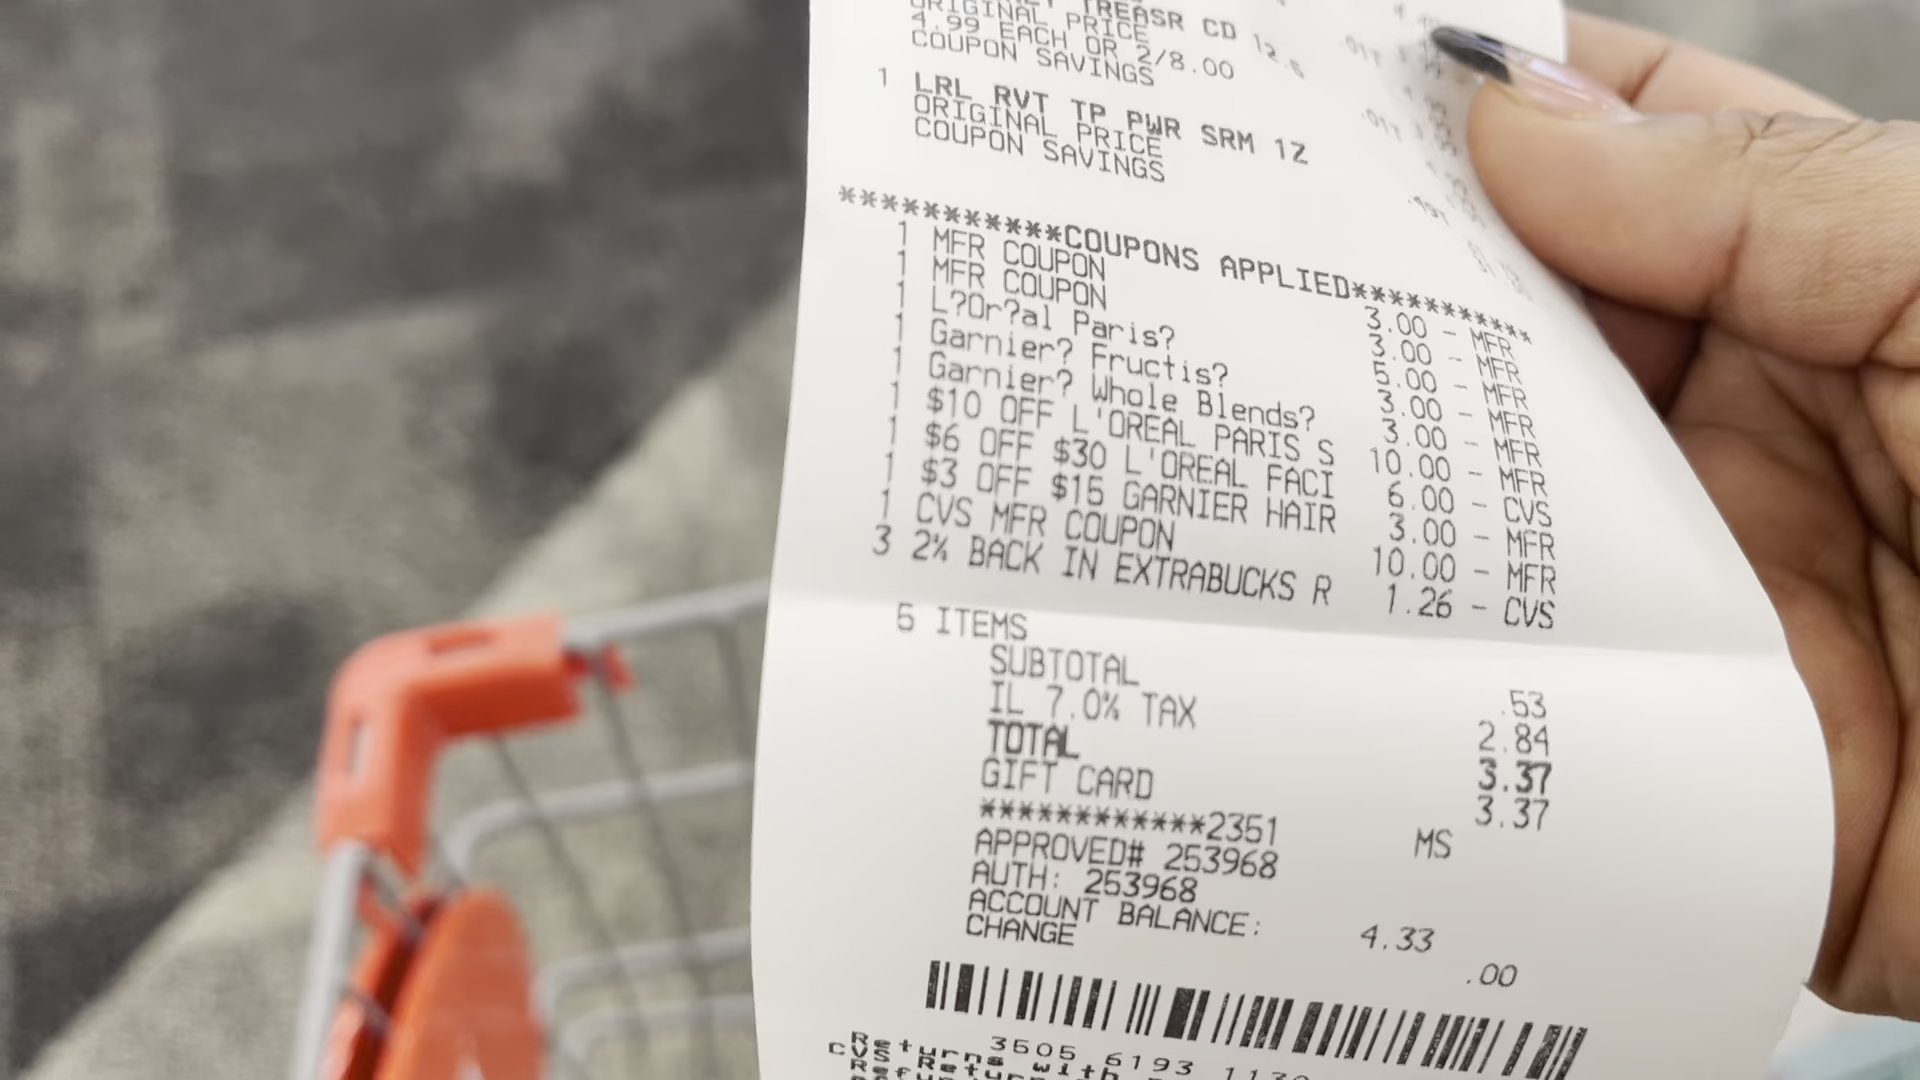 TREASR CD
ORIGINAL PRICE
4.99 EACH OR 2/8.00
COUPON SAVINGS
1 LRL RVT TP PWR SRM 1Z
ORIGINAL PRICE
COUPON SAVINGS
***********COUPONS APPLIED***********
1 MFR COUPON 3.00 - MFR
1 MFR COUPON 3.00 - MFR
1 L?Or?al Paris? 5.00 - MFR
1 Garnier? Fructis? 3.00 - MFR
1 Garnier? Whole Blends? 3.00 - MFR
1 $10 OFF L'OREAL PARIS S 10.00 - MFR
1 $6 OFF $30 L'OREAL FACI 6.00 - CVS
1 $3 OFF $15 GARNIER HAIR 3.00 - MFR
1 CVS MFR COUPON 10.00 - MFR
3 2% BACK IN EXTRABUCKS R 1.26 - CVS
5 ITEMS
SUBTOTAL .53
IL 7.0% TAX 2.84
TOTAL 3.37
GIFT CARD 3.37
************2351 MS
APPROVED# 253968
AUTH: 253968
ACCOUNT BALANCE: 4.33
CHANGE .00
3505 6193
Returns with